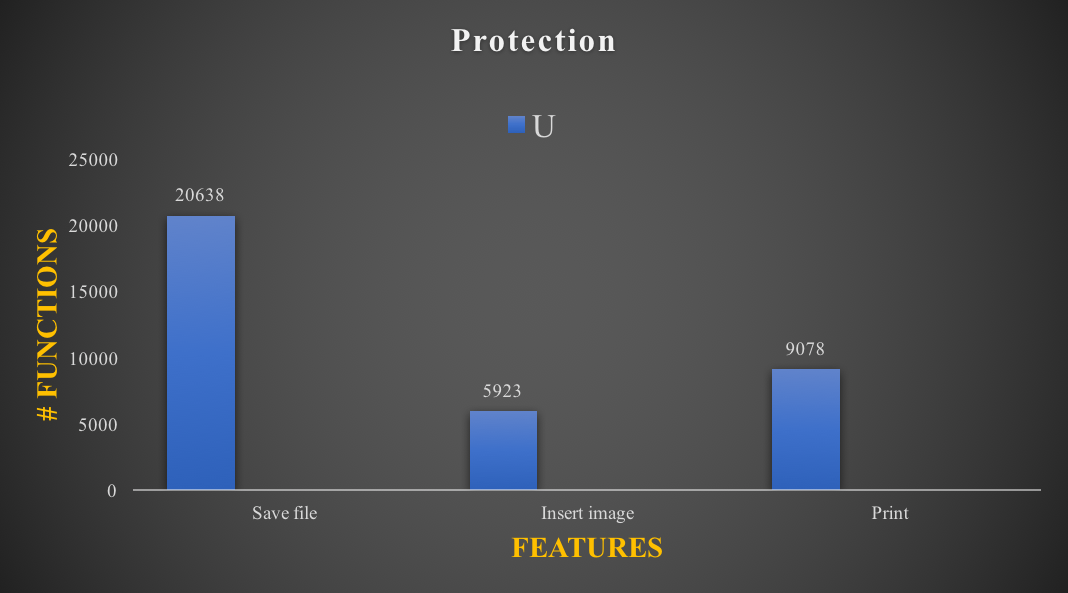 Protection
U
25000
20638
20000
# FUNCTIONS
15000
9078
10000
5923
5000
0
Save file Insert image Print
FEATURES